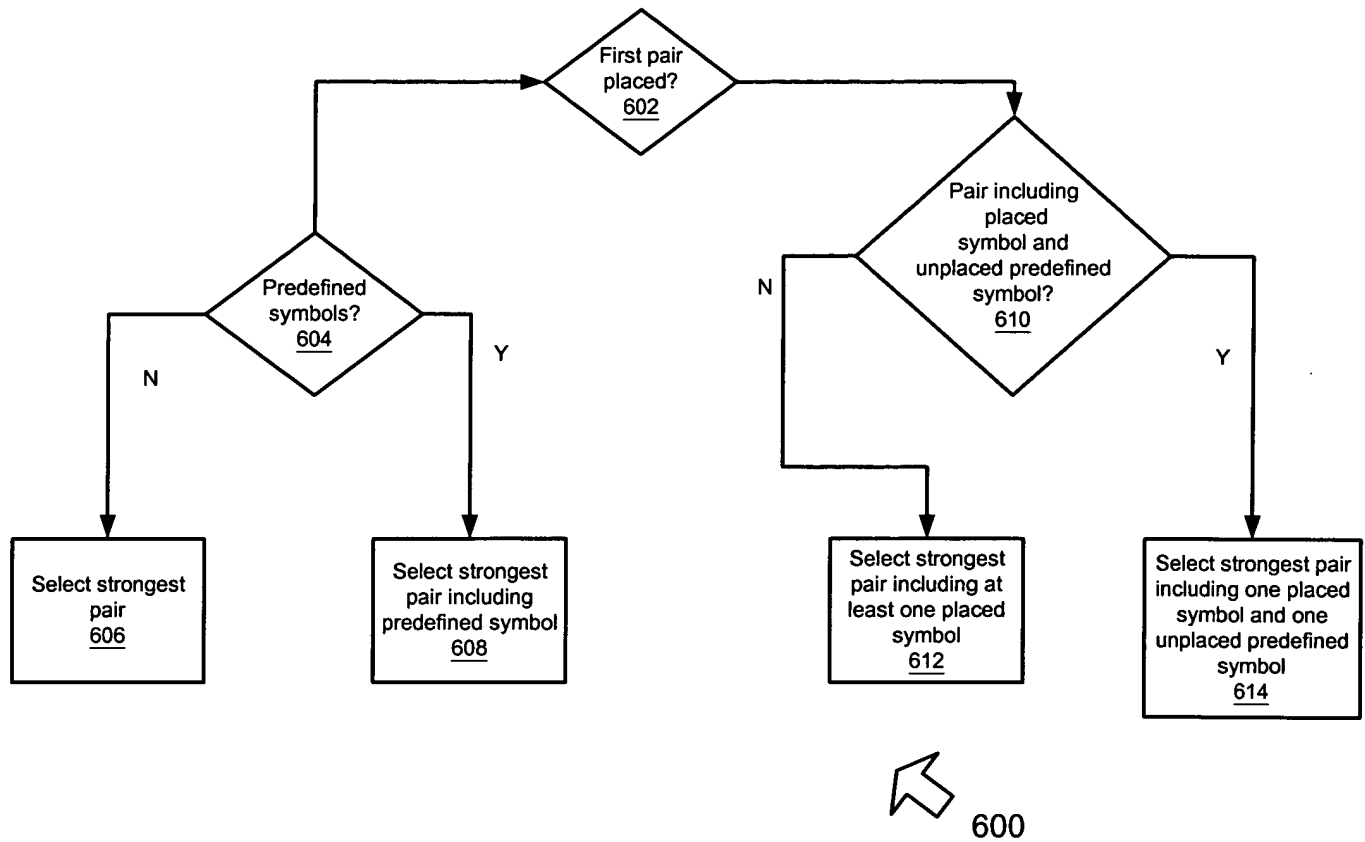 First pair
placed?
602
Predefined
symbols?
604
N
Y
Pair including
placed
symbol and
unplaced predefined
symbol?
610
N
Y
Select strongest
pair
606
Select strongest
pair including
predefined symbol
608
Select strongest
pair including at
least one placed
symbol
612
Select strongest pair
including one placed
symbol and one
unplaced predefined
symbol
614
600